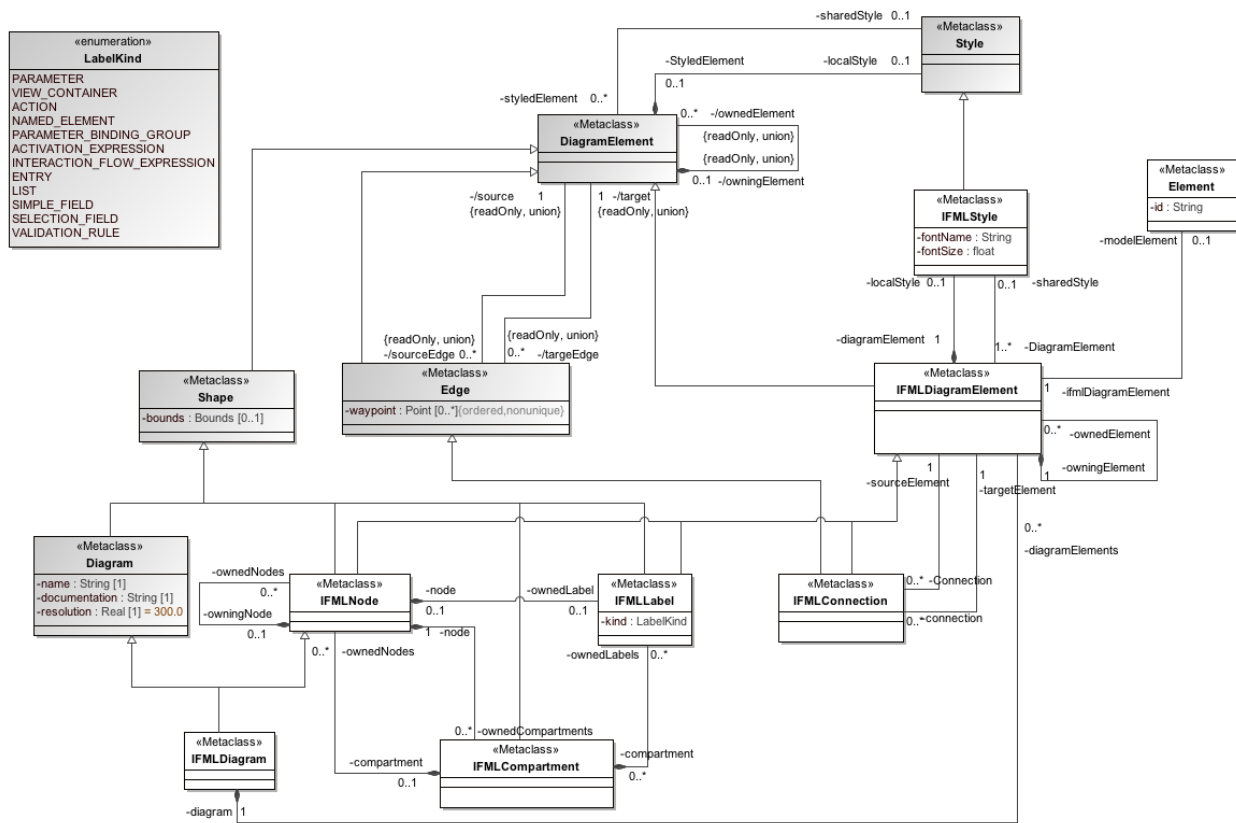 «enumeration»
LabelKind
PARAMETER
VIEW_CONTAINER
ACTION
NAMED_ELEMENT
PARAMETER_BINDING_GROUP
ACTIVATION_EXPRESSION
INTERACTION_FLOW_EXPRESSION
ENTRY
LIST
SIMPLE_FIELD
SELECTION_FIELD
VALIDATION_RULE
-sharedStyle 0..1
«Metaclass»
Style
-StyledElement
0..1
-localStyle 0..1
-styledElement 0..*
«Metaclass»
DiagramElement
0..* -/ownedElement
{readOnly, union}
{readOnly, union}
0..1 -/owningElement
-/source 1
{readOnly, union}
1 -/target
{readOnly, union}
«Metaclass»
Element
-id : String
-modelElement 0..1
«Metaclass»
IFMLStyle
-fontName : String
-fontSize : float
-localStyle 0..1
0..1 -sharedStyle
{readOnly, union}
-/sourceEdge 0..*
{readOnly, union}
0..* -/targeEdge
-diagramElement 1
1..* -DiagramElement
«Metaclass»
Shape
-bounds : Bounds [0..1]
«Metaclass»
Edge
-waypoint : Point [0..*]{ordered,nonunique}
«Metaclass»
IFMLDiagramElement
1 -ifmlDiagramElement
0..* -ownedElement
-owningElement
1
-sourceElement 1
1
-targetElement
0..*
-diagramElements
«Metaclass»
Diagram
-name : String [1]
-documentation : String [1]
-resolution : Real [1] = 300.0
-ownedNodes
0..*
-owningNode
0..1
«Metaclass»
IFMLNode
-node
0..1
-ownedLabel
0..1
1 -node
0..* -ownedNodes
«Metaclass»
IFMLLabel
-kind : LabelKind
-ownedLabels 0..*
«Metaclass»
IFMLConnection
0..* -Connection
-connection
0..*
0..* -ownedCompartments
«Metaclass»
IFMLDiagram
-diagram 1
-compartment
0..1
«Metaclass»
IFMLCompartment
-compartment
0..*